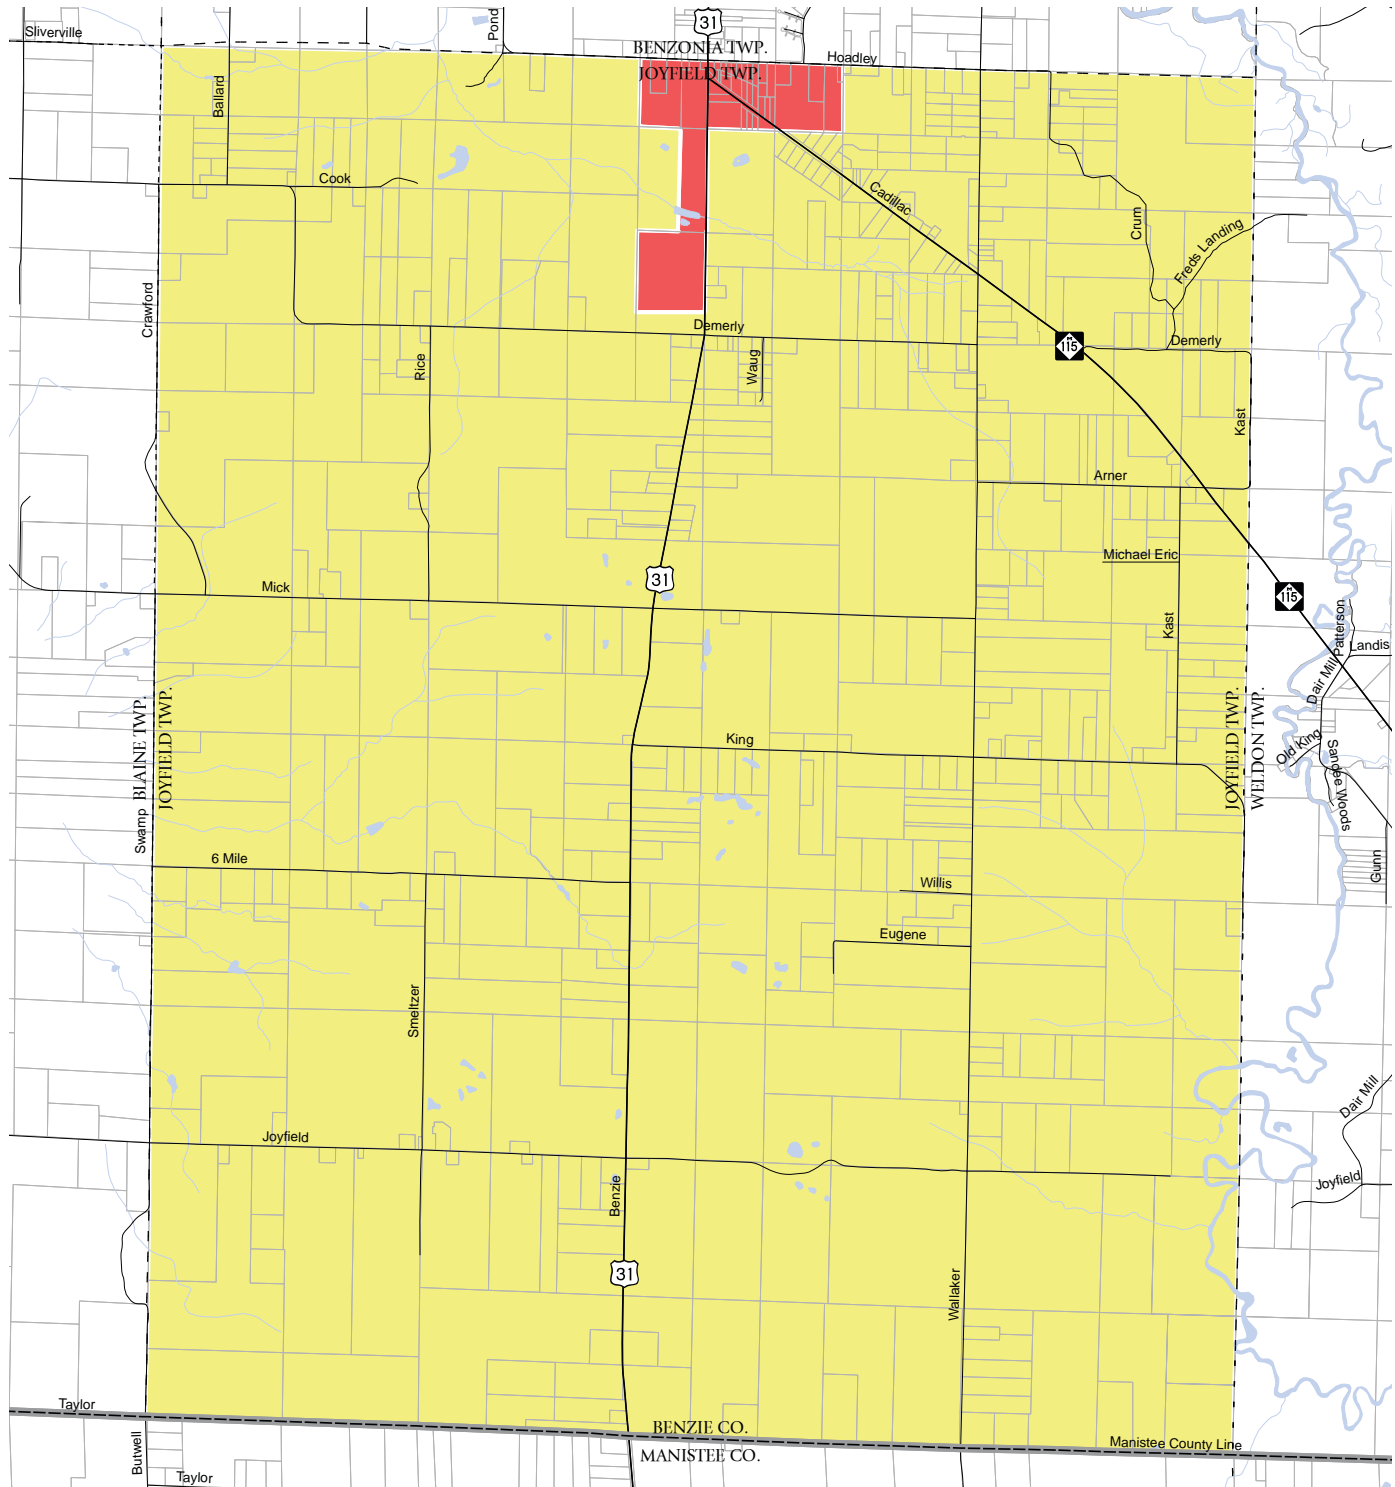 31
Sliverville
Pond
BENZONIA TWP.
JOYFIELD TWP.
Hoadley
Ballard
Cook
Cadillac
Crum
Freds Landing
Crawford
Demerly
Demerly
M
115
Rice
Waug
Kast
Arner
Michael Eric
31
Mick
M
115
Kast
Patterson
Landis
Dair Mill
BLAINE TWP.
JOYFIELD TWP.
JOYFIELD TWP.
WELDON TWP.
King
Old King
Sandee Woods
Swamp
6 Mile
Willis
Gunn
Eugene
Smeltzer
Dair Mill
Joyfield
Joyfield
Benzie
31
Wallaker
Taylor
BENZIE CO.
MANISTEE CO.
Manistee County Line
Butwell
Taylor